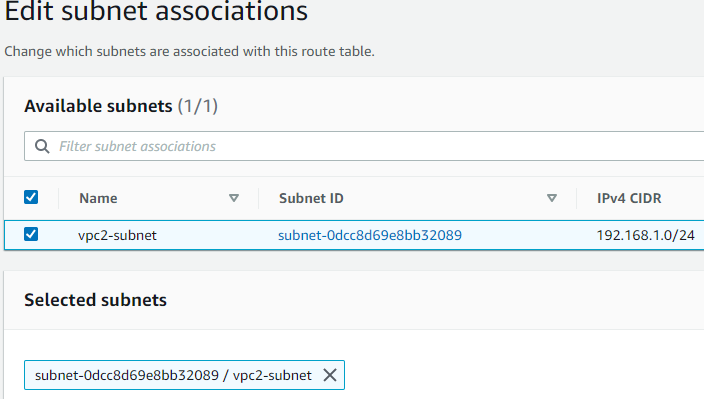 Edit subnet associations
Change which subnets are associated with this route table.
Available subnets (1/1)
Filter subnet associations
Name Subnet ID IPv4 CIDR
vpc2-subnet subnet-0dcc8d69e8bb32089 192.168.1.0/24
Selected subnets
subnet-0dcc8d69e8bb32089 / vpc2-subnet